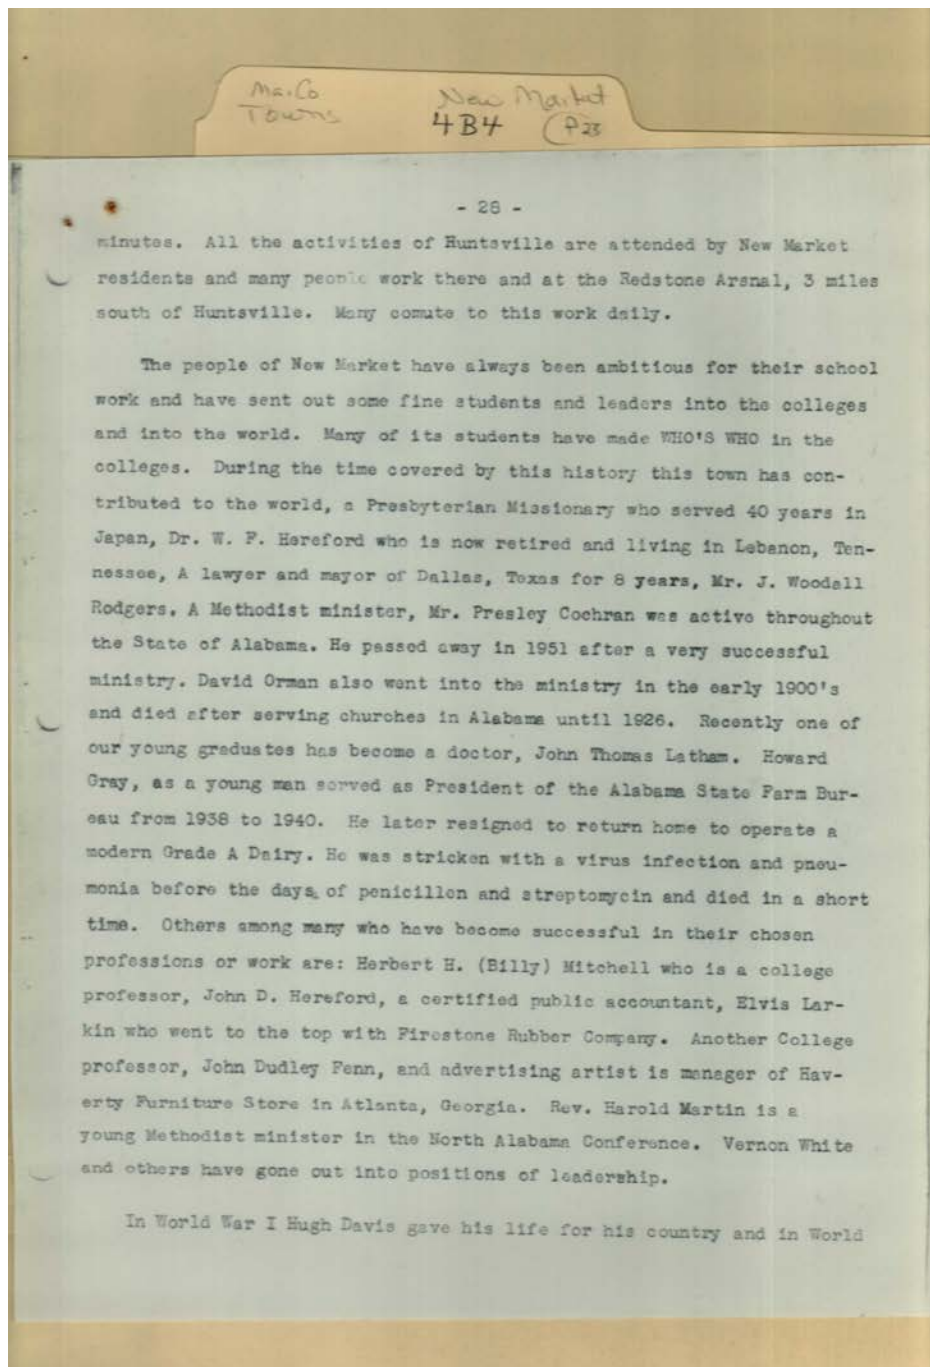 Ma. Co
Towns
New Market
4B4
P23
- 28 -
minutes. All the activities of Huntsville are attended by New Market
residents and many people work there and at the Redstone Arsnal, 3 miles
south of Huntsville. Many comute to this work daily.
The people of New Market have always been ambitious for their school
work and have sent out some fine students and leaders into the colleges
and into the world. Many of its students have made WHO'S WHO in the
colleges. During the time covered by this history this town has con-
tributed to the world, a Presbyterian Missionary who served 40 years in
Japan, Dr. W. F. Hereford who is now retired and living in Lebanon, Ten-
nessee, A lawyer and mayor of Dallas, Texas for 8 years, Mr. J. Woodall
Rodgers. A Methodist minister, Mr. Presley Cochran was active throughout
the State of Alabama. He passed away in 1951 after a very successful
ministry. David Orman also went into the ministry in the early 1900's
and died after serving churches in Alabama until 1926. Recently one of
our young graduates has become a doctor, John Thomas Latham. Howard
Gray, as a young man served as President of the Alabama State Farm Bur-
eau from 1938 to 1940. He later resigned to return home to operate a
modern Grade A Dairy. He was stricken with a virus infection and pneu-
monia before the days of penicillen and streptomycin and died in a short
time. Others among many who have become successful in their chosen
professions or work are: Herbert H. (Billy) Mitchell who is a college
professor, John D. Hereford, a certified public accountant, Elvis Lar-
kin who went to the top with Firestone Rubber Company. Another College
professor, John Dudley Fenn, and advertising artist is manager of Hav-
erty Furniture Store in Atlanta, Georgia. Rev. Harold Martin is a
young Methodist minister in the North Alabama Conference. Vernon White
and others have gone out into positions of leadership.
In World War I Hugh Davis gave his life for his country and in World